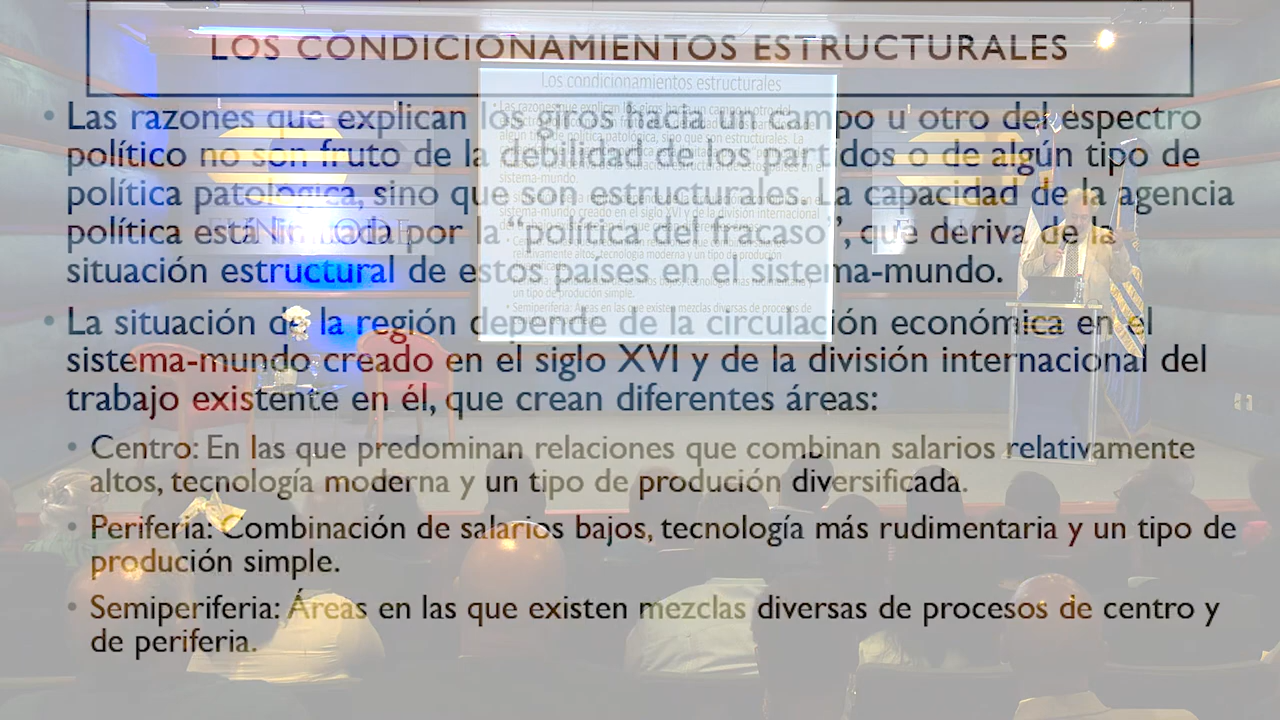 LOS CONDICIONAMIENTOS ESTRUCTURALES
• Las razones que explican los giros hacia un campo u otro del espectro
político no son fruto de la debilidad de los partidos o de algún tipo de
política patológica, sino que son estructurales. La capacidad de la agencia
política está limitada por la “política del fracaso”, que deriva de la
situación estructural de estos países en el sistema-mundo.
• La situación de la región depende de la circulación económica en el
sistema-mundo creado en el siglo XVI y de la división internacional del
trabajo existente en él, que crean diferentes áreas:
• Centro: En las que predominan relaciones que combinan salarios relativamente
altos, tecnología moderna y un tipo de produción diversificada.
• Periferia: Combinación de salarios bajos, tecnología más rudimentaria y un tipo de
produción simple.
• Semiperiferia: Áreas en las que existen mezclas diversas de procesos de centro y
de periferia.
Los condicionamientos estructurales